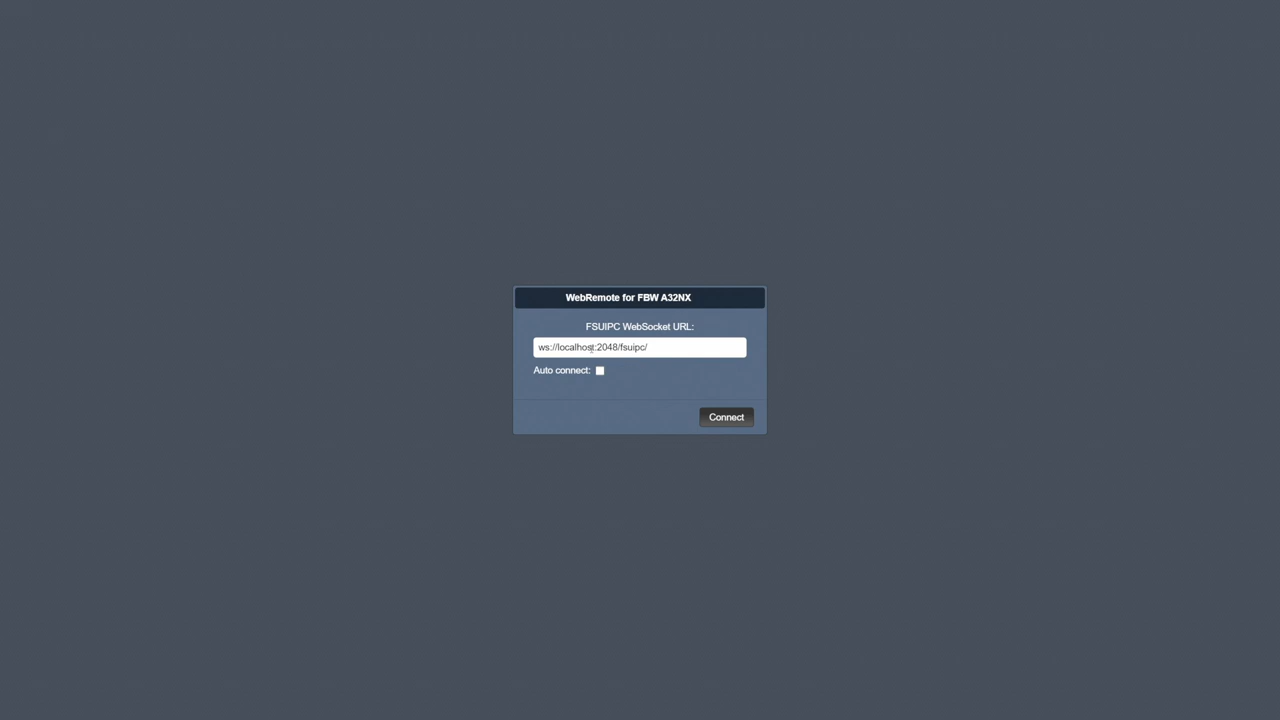 WebRemote for FBW A32NX
FSUIPC WebSocket URL:
ws://localhost:2048/fsuipc/
Auto connect:
Connect